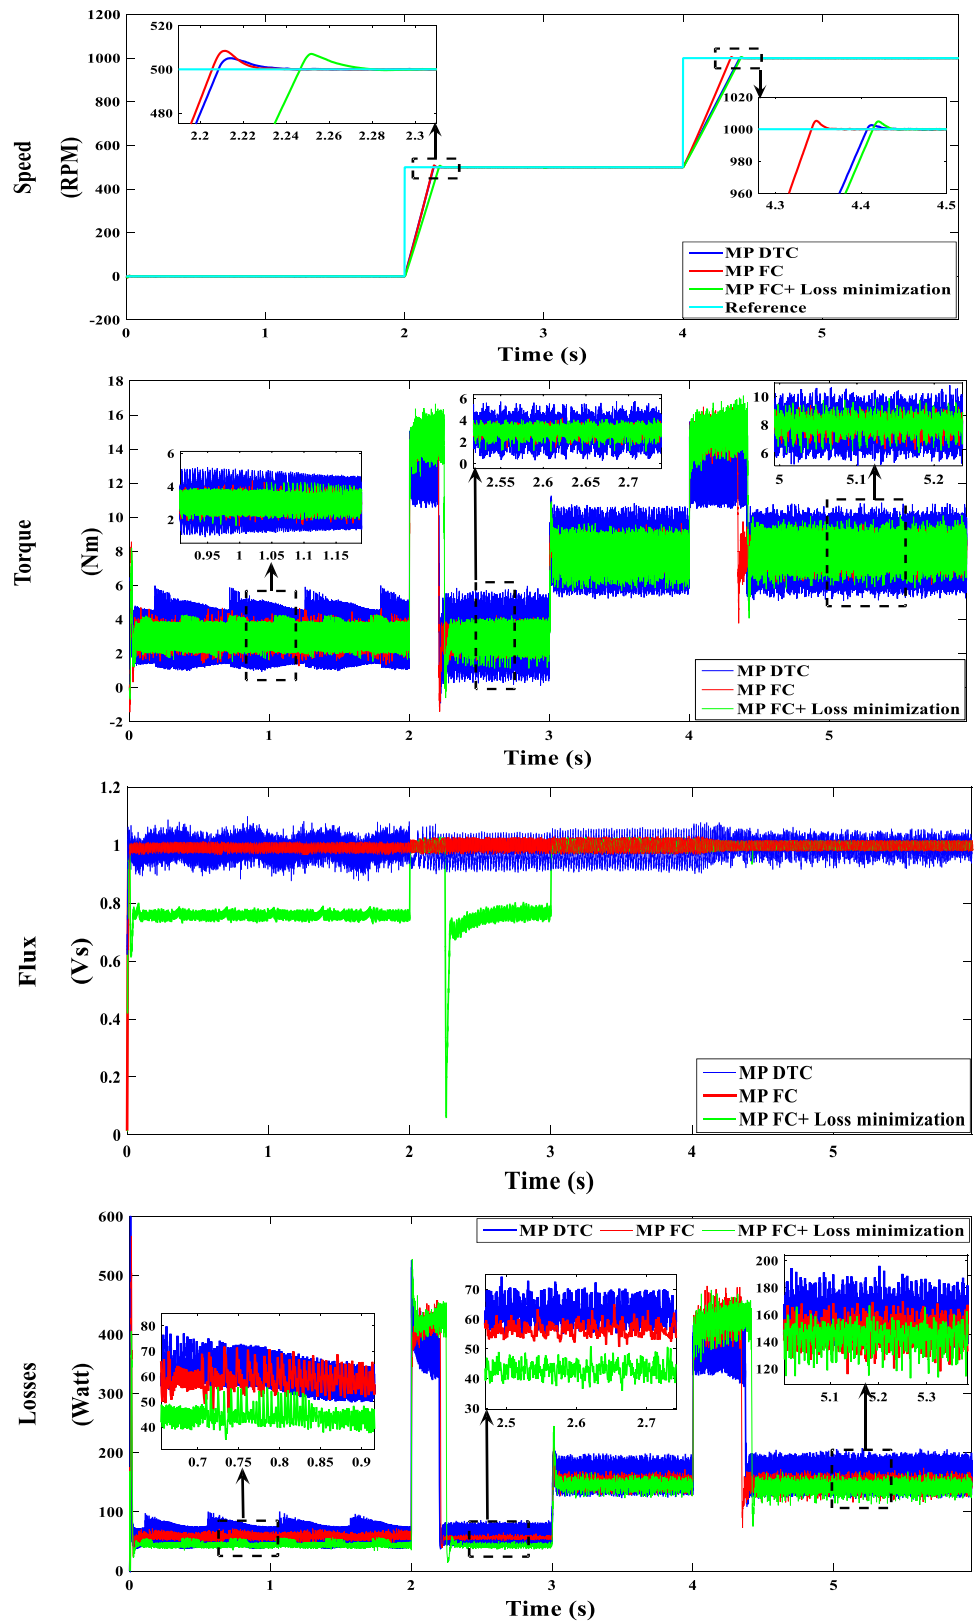 1200
1000
800
600
400
200
0
-200
Speed
(RPM)
520
500
480
2.2 2.22 2.24 2.26 2.28 2.3
1020
1000
980
960
4.3 4.4 4.5
MP DTC
MP FC
MP FC+ Loss minimization
Reference
0 1 2 3 4 5
Time (s)
18
16
14
12
10
8
6
4
2
0
-2
Torque
(Nm)
6
4
2
0.95 1 1.05 1.1 1.15
6
4
2
0
2.55 2.6 2.65 2.7
10
8
6
5 5.1 5.2
MP DTC
MP FC
MP FC+ Loss minimization
0 1 2 3 4 5
Time (s)
1.2
1
0.8
0.6
0.4
0.2
0
Flux
(Vs)
MP DTC
MP FC
MP FC+ Loss minimization
0 1 2 3 4 5 6
Time (s)
600
500
400
300
200
100
0
Losses
(Watt)
MP DTC MP FC MP FC+ Loss minimization
80
70
60
50
40
0.7 0.75 0.8 0.85 0.9
70
60
50
40
30
2.5 2.6 2.7
200
180
160
140
120
5.1 5.2 5.3
0 1 2 3 4 5 6
Time (s)